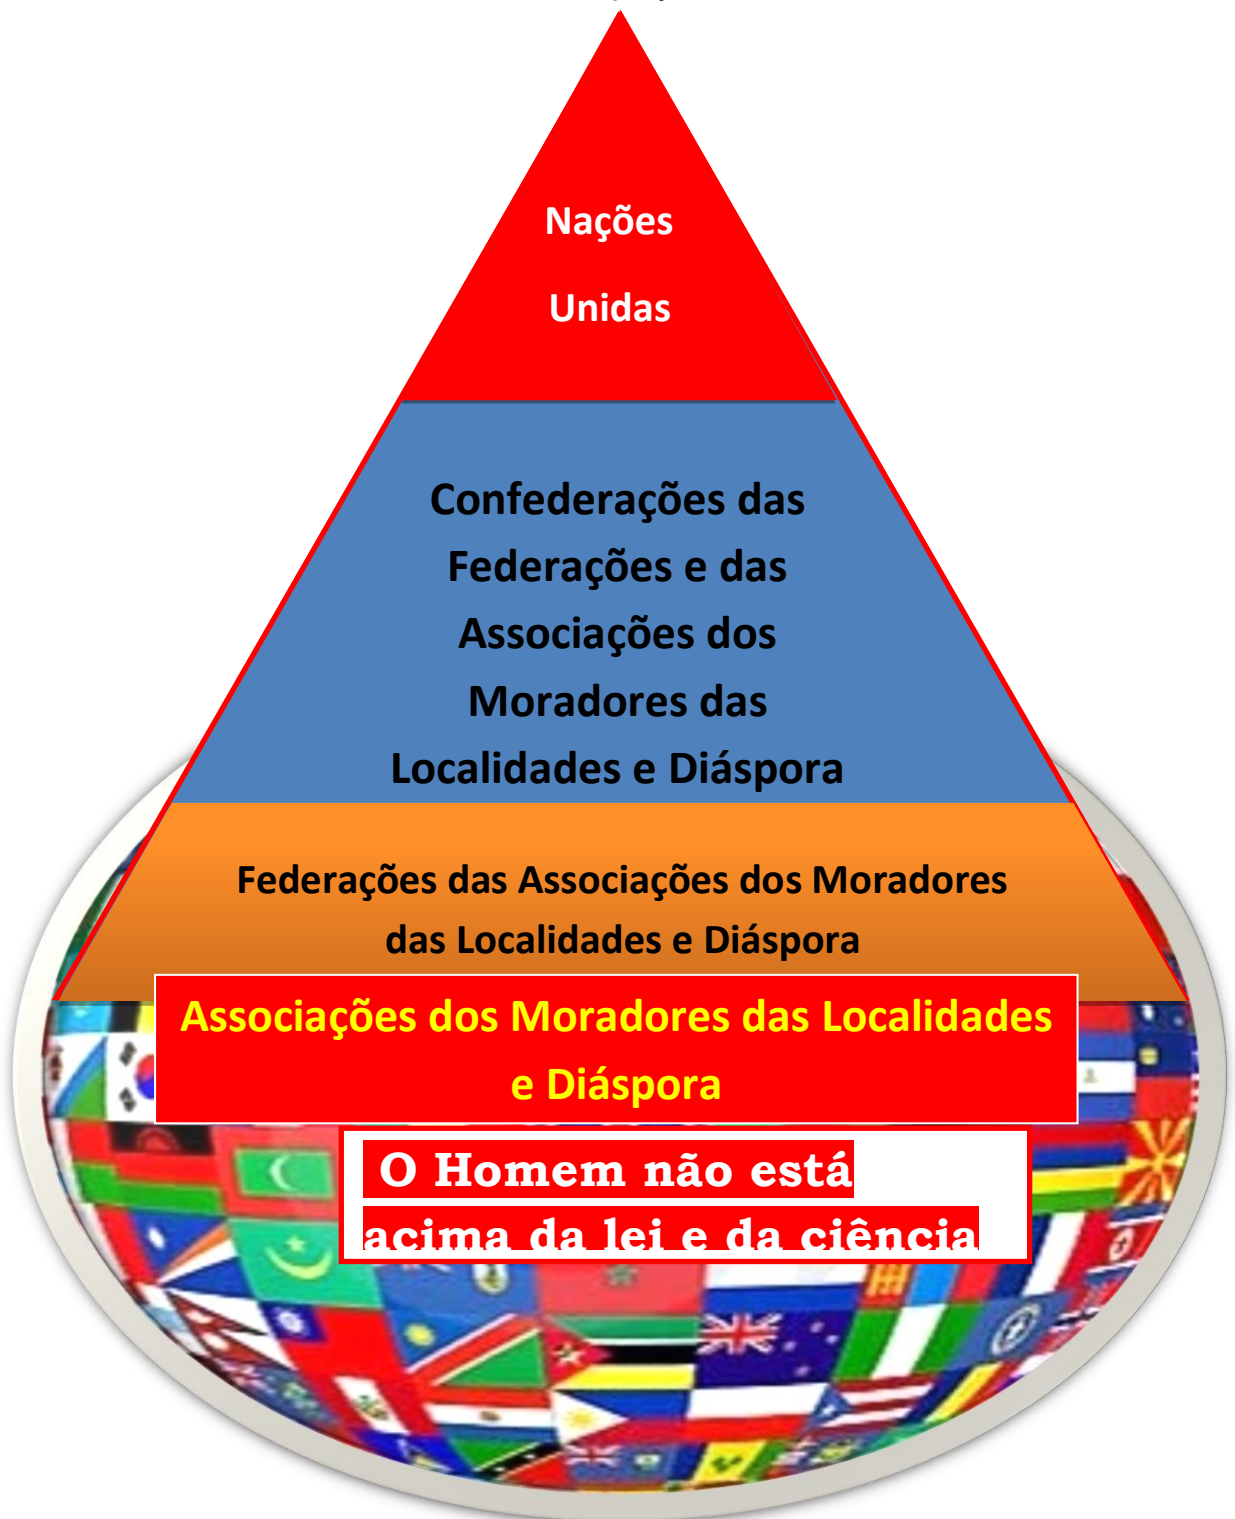 Nações
Unidas
Confederações das
Federações e das
Associações dos
Moradores das
Localidades e Diáspora
Federações das Associações dos Moradores
das Localidades e Diáspora
Associações dos Moradores das Localidades
e Diáspora
O Homem não está
acima da lei e da ciência